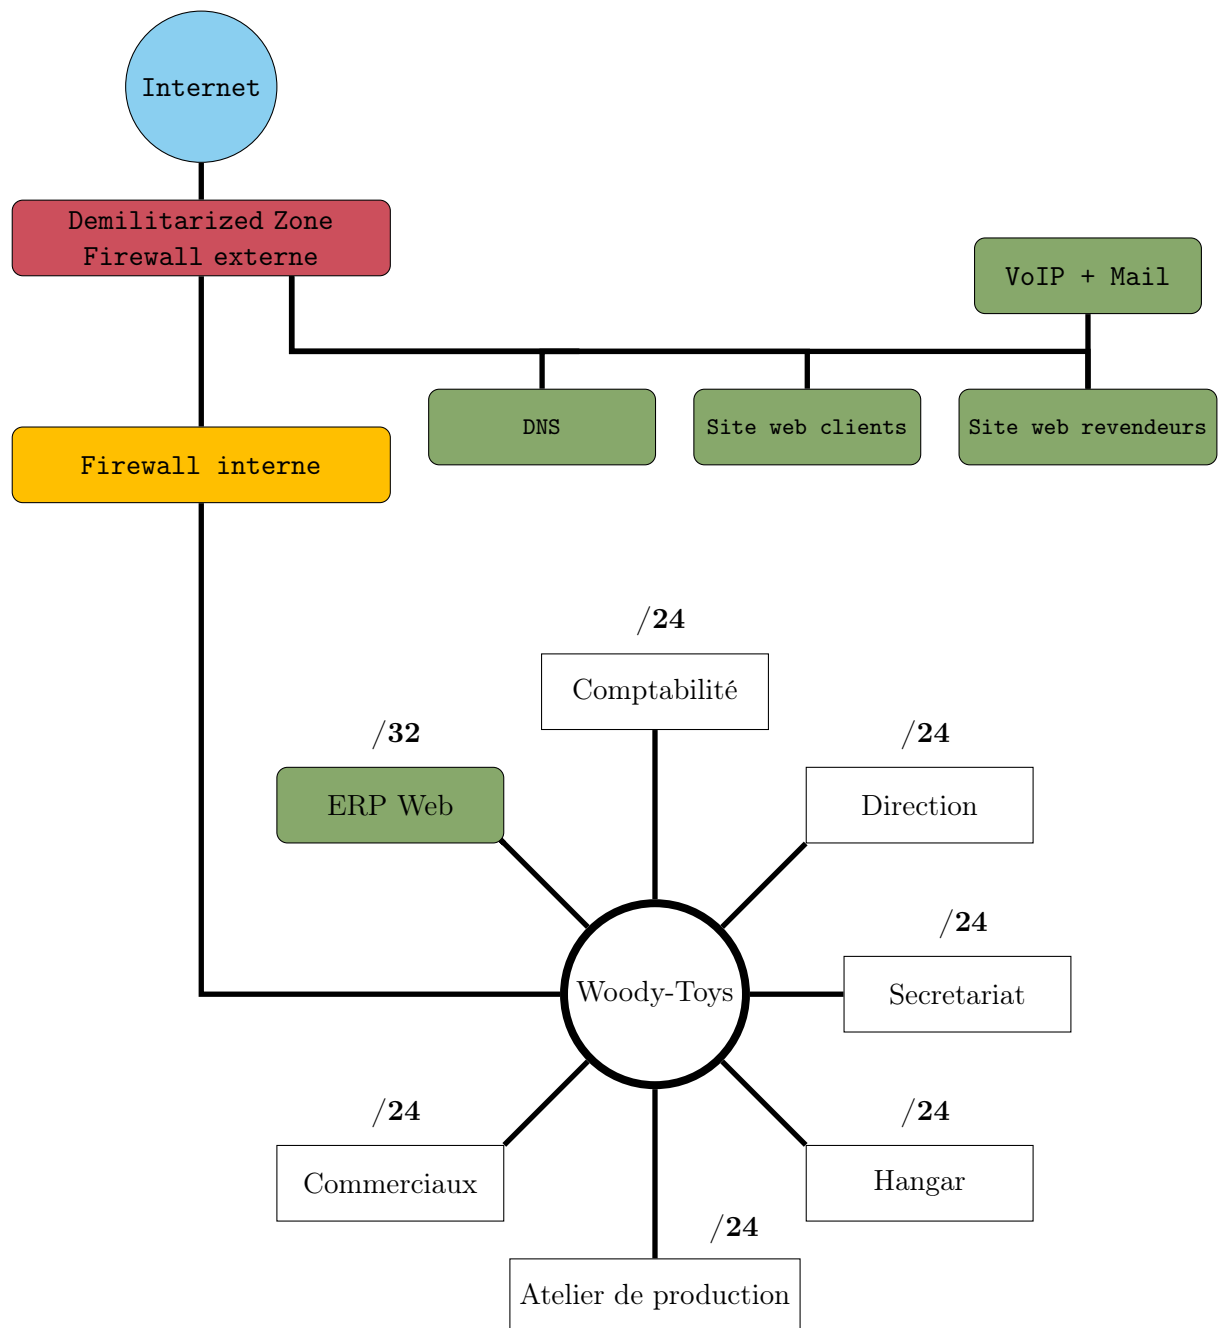 Internet
Demilitarized Zone
Firewall externe
VoIP + Mail
DNS
Site web clients
Site web revendeurs
Firewall interne
/24
Comptabilité
/32
ERP Web
/24
Direction
/24
Secretariat
Woody-Toys
/24
Commerciaux
/24
Hangar
/24
Atelier de production